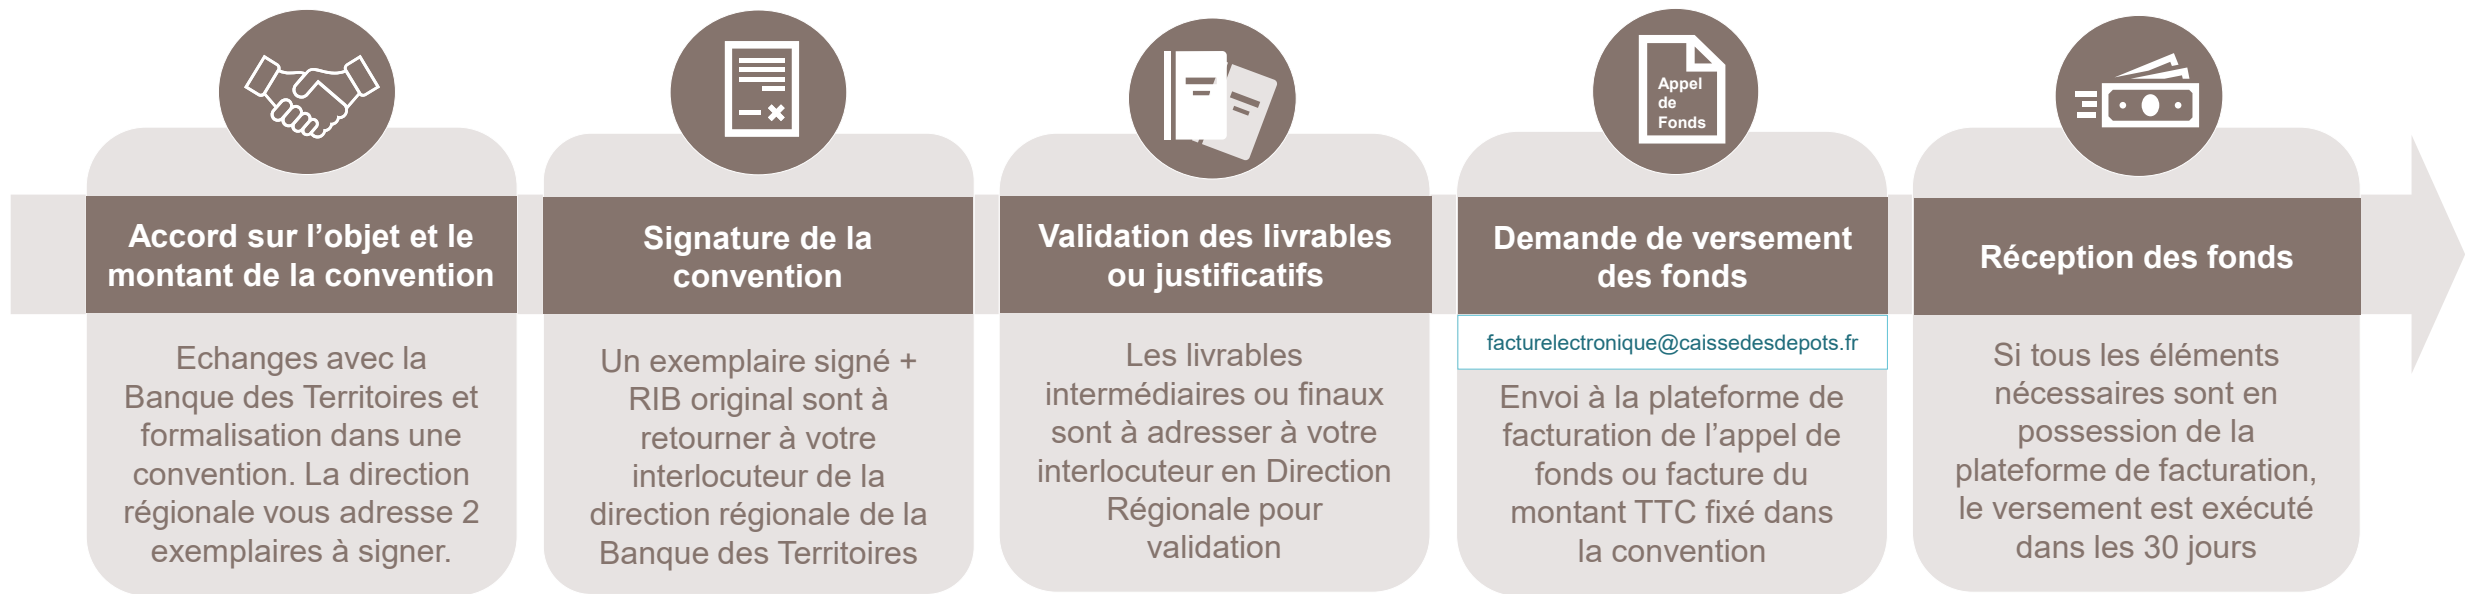 Accord sur l’objet et le
montant de la convention
Echanges avec la
Banque des Territoires et
formalisation dans une
convention. La direction
régionale vous adresse 2
exemplaires à signer.
Signature de la
convention
Un exemplaire signé +
RIB original sont à
retourner à votre
interlocuteur de la
direction régionale de la
Banque des Territoires
Validation des livrables
ou justificatifs
Les livrables
intermédiaires ou finaux
sont à adresser à votre
interlocuteur en Direction
Régionale pour
validation
Appel
de
Fonds
Demande de versement
des fonds
facturelectronique@caissedesdepots.fr
Envoi à la plateforme de
facturation de l’appel de
fonds ou facture du
montant TTC fixé dans
la convention
Réception des fonds
Si tous les éléments
nécessaires sont en
possession de la
plateforme de facturation,
le versement est exécuté
dans les 30 jours